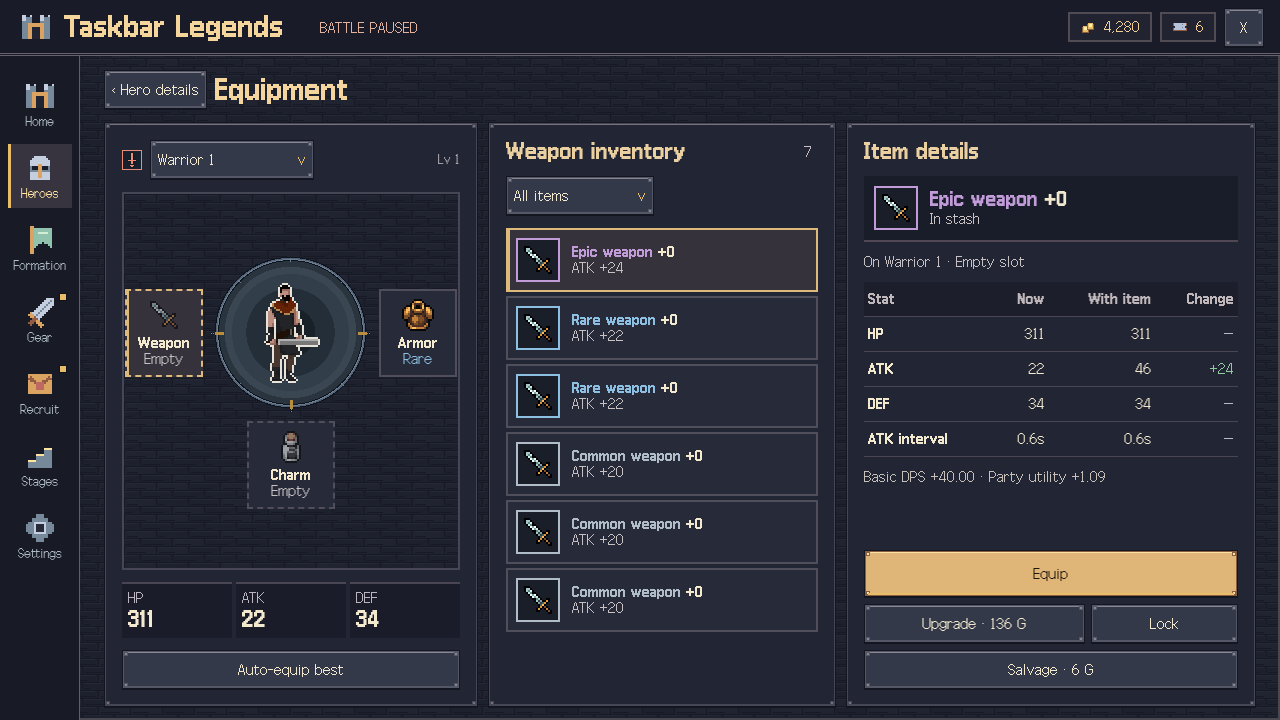 Taskbar Legends
BATTLE PAUSED
4,280
6
X
Home
Heroes
Formation
Gear
Recruit
Stages
Settings
‹ Hero details
Equipment
Warrior 1
v
Lv 1
Weapon
Empty
Armor
Rare
Charm
Empty
HP
311
ATK
22
DEF
34
Auto-equip best
Weapon inventory
7
All items
v
Epic weapon +0
ATK +24
Rare weapon +0
ATK +22
Rare weapon +0
ATK +22
Common weapon +0
ATK +20
Common weapon +0
ATK +20
Common weapon +0
ATK +20
Item details
Epic weapon +0
In stash
On Warrior 1 · Empty slot
Stat Now With item Change
HP 311 311 —
ATK 22 46 +24
DEF 34 34 —
ATK interval 0.6s 0.6s —
Basic DPS +40.00 · Party utility +1.09
Equip
Upgrade · 136 G
Lock
Salvage · 6 G